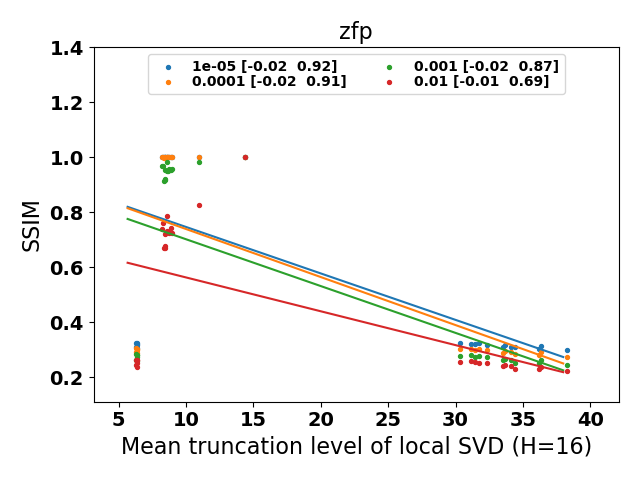 zfp
1e-05 [-0.02 0.92]
0.0001 [-0.02 0.91]
0.001 [-0.02 0.87]
0.01 [-0.01 0.69]
1.4
1.2
1.0
0.8
0.6
0.4
0.2
SSIM
5 10 15 20 25 30 35 40
Mean truncation level of local SVD (H=16)